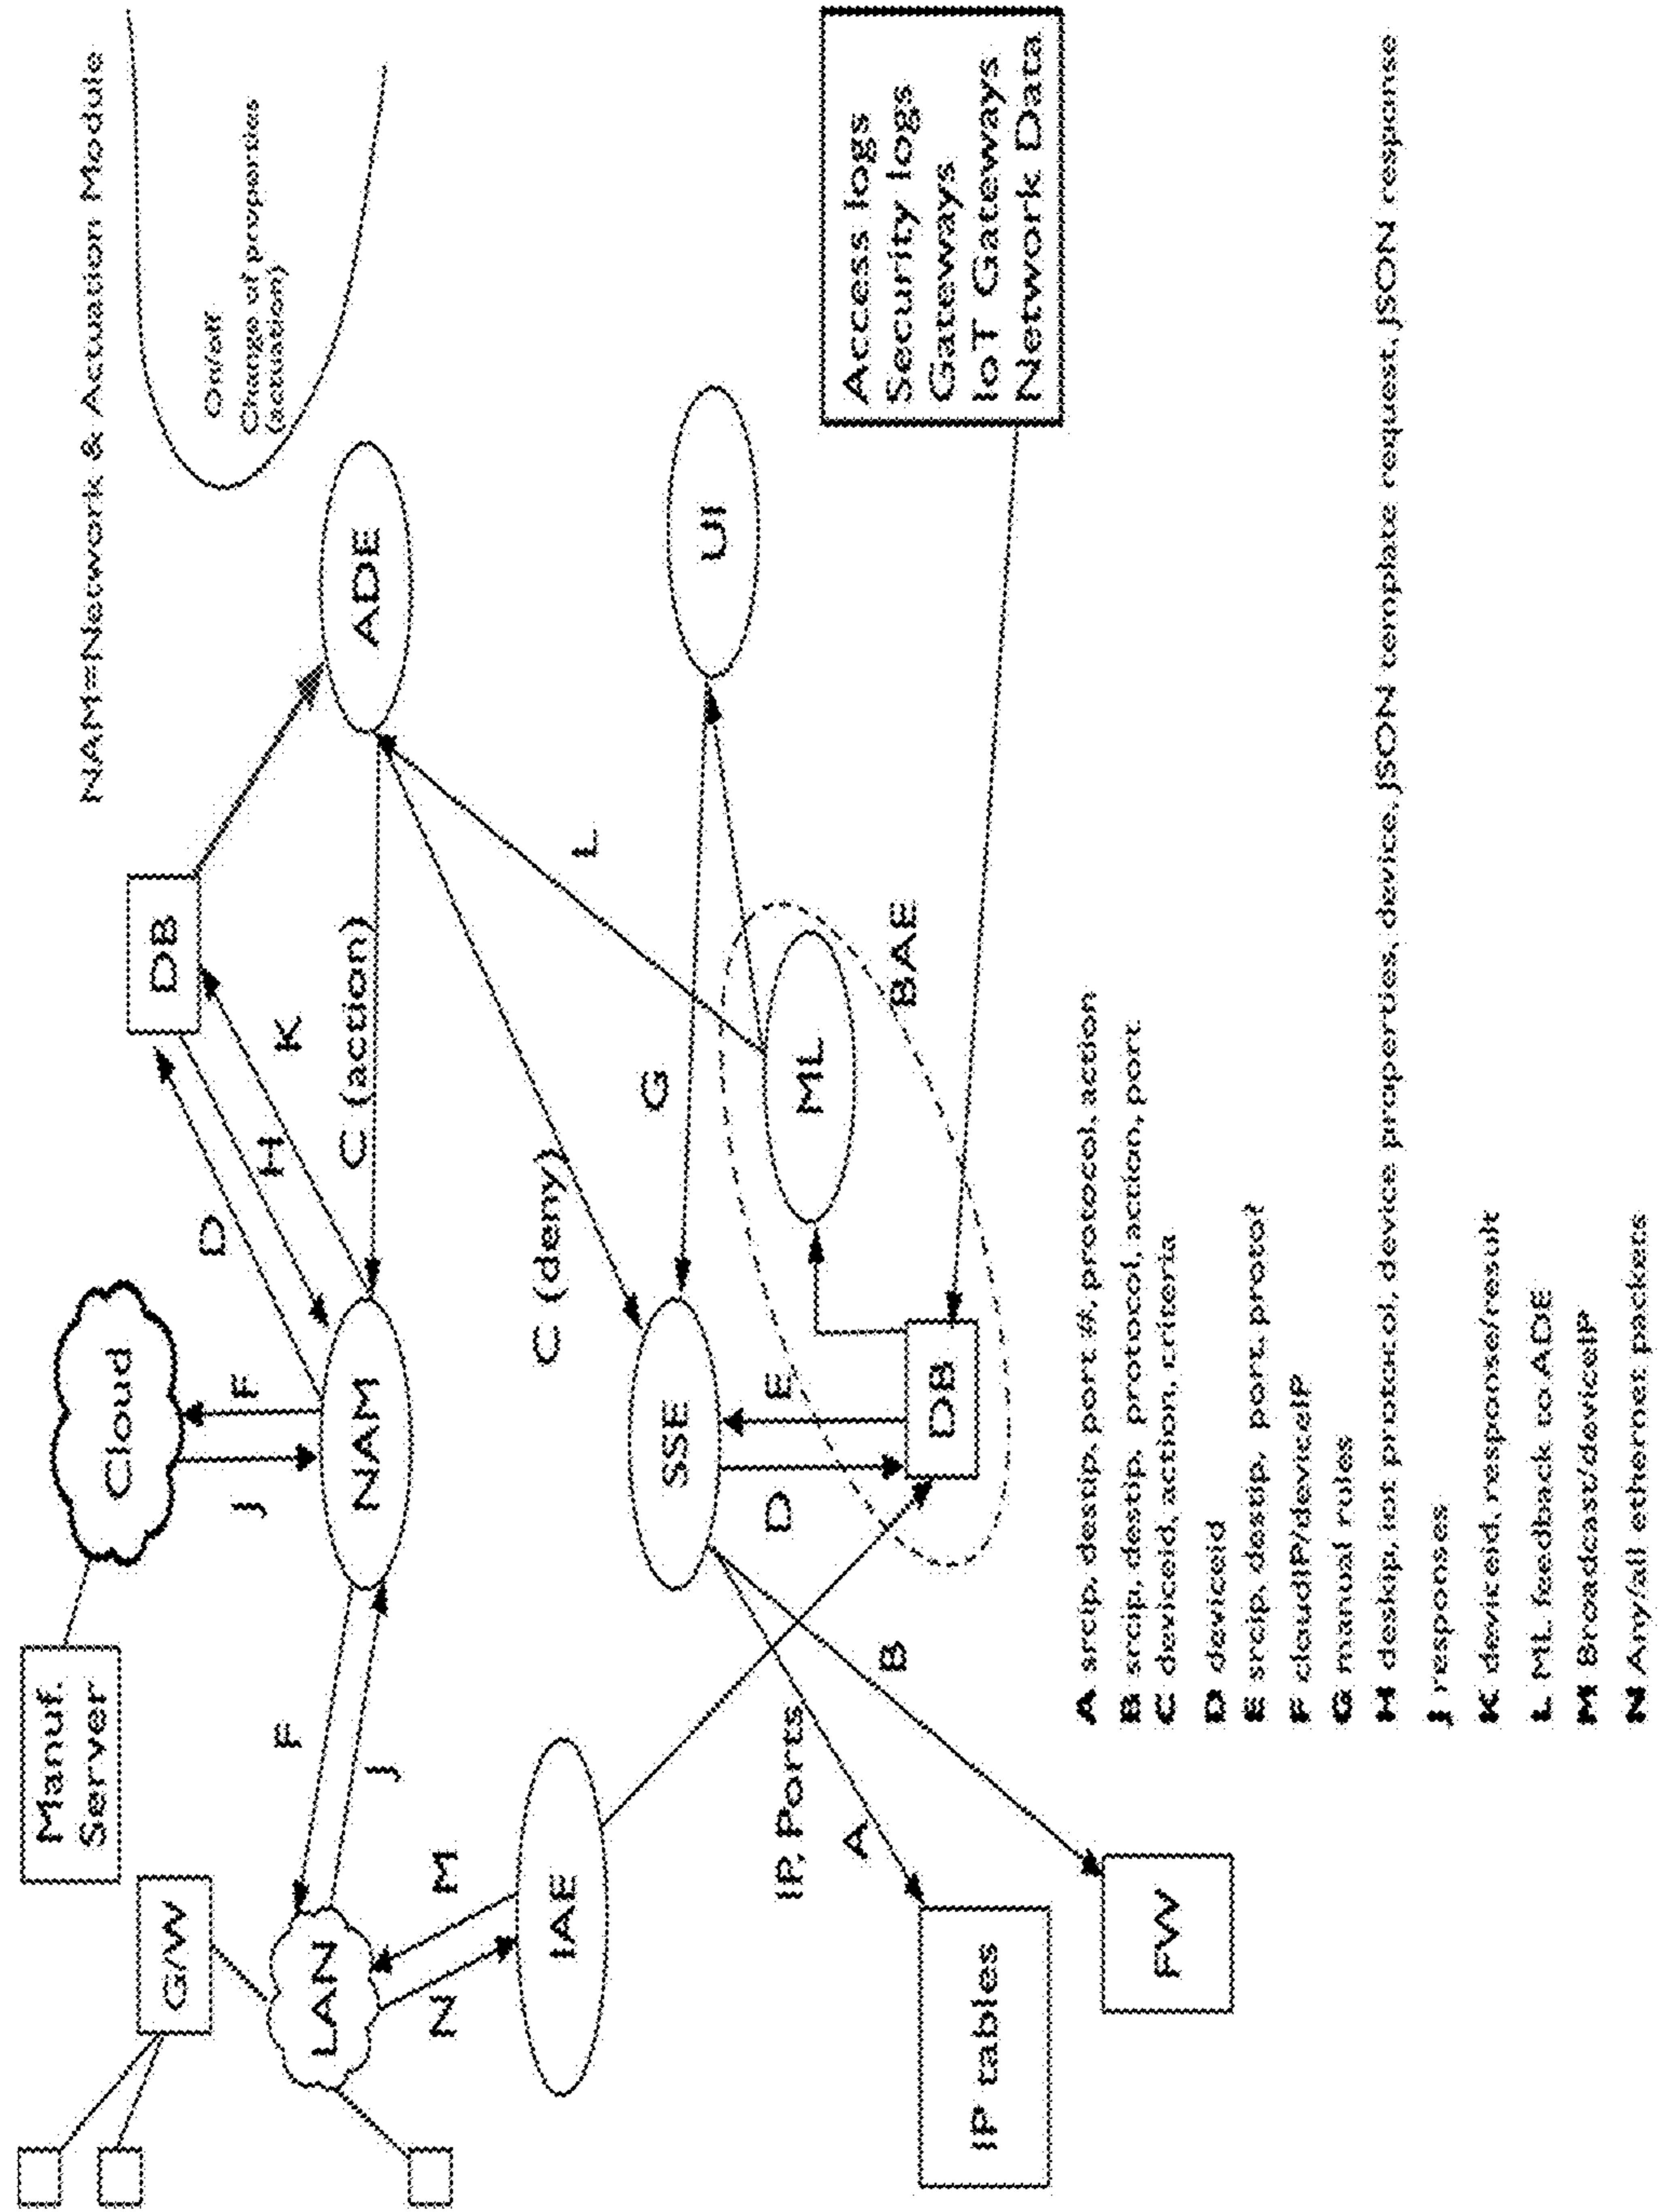 NAM=Network & Actuation Module
On/off
Change of properties
(actuation)
Manuf.
Server
Cloud
G/W
LAN
F
J
J
F
NAM
D
H
K
DB
C (action)
ADE
M
N
IAE
C (deny)
L
SSE
G
UI
D
E
ML
BAE
DB
IP, Ports
A
B
IP tables
FW
Access logs
Security logs
Gateways
IoT Gateways
Network Data
A srcip, destip, port #, protocol, action
B srcip, destip, protocol, action, port
C deviceid, action, criteria
D deviceid
E srcip, destip, port, protof
F cloudIP/deviceIP
G manual rules
H deskip, iot protocol, device properties, device, JSON template request, JSON response
J responses
K deviceid, response/result
L ML feedback to ADE
M Broadcast/deviceIP
N Any/all ethernet packets